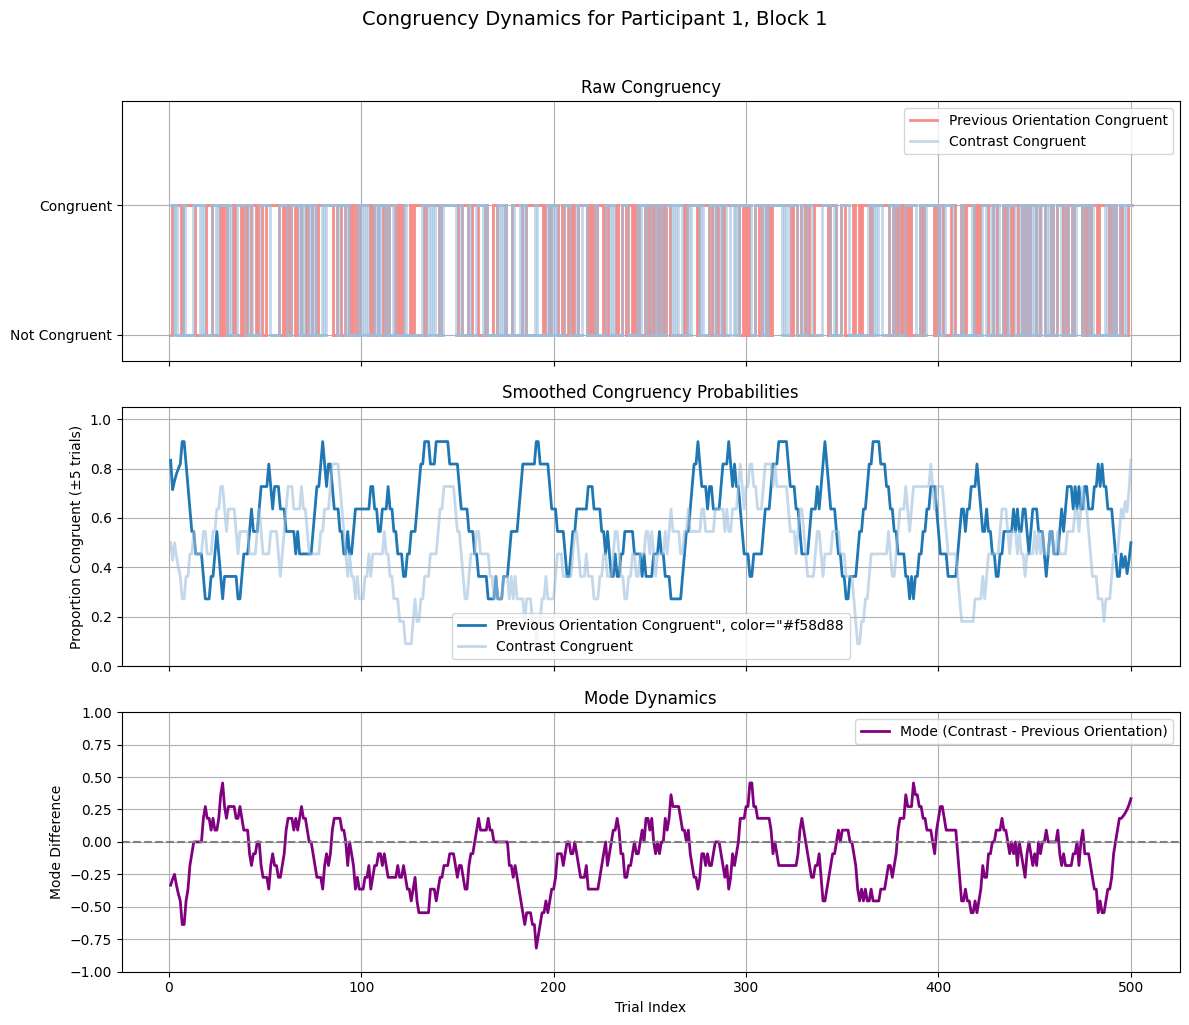 Congruency Dynamics for Participant 1, Block 1
Raw Congruency
Previous Orientation Congruent
Contrast Congruent
Congruent
Not Congruent
Smoothed Congruency Probabilities
Proportion Congruent (±5 trials)
1.0
0.8
0.6
0.4
0.2
0.0
Previous Orientation Congruent", color="#f58d88
Contrast Congruent
Mode Dynamics
Mode Difference
1.00
0.75
0.50
0.25
0.00
−0.25
−0.50
−0.75
−1.00
Mode (Contrast - Previous Orientation)
0 100 200 300 400 500
Trial Index